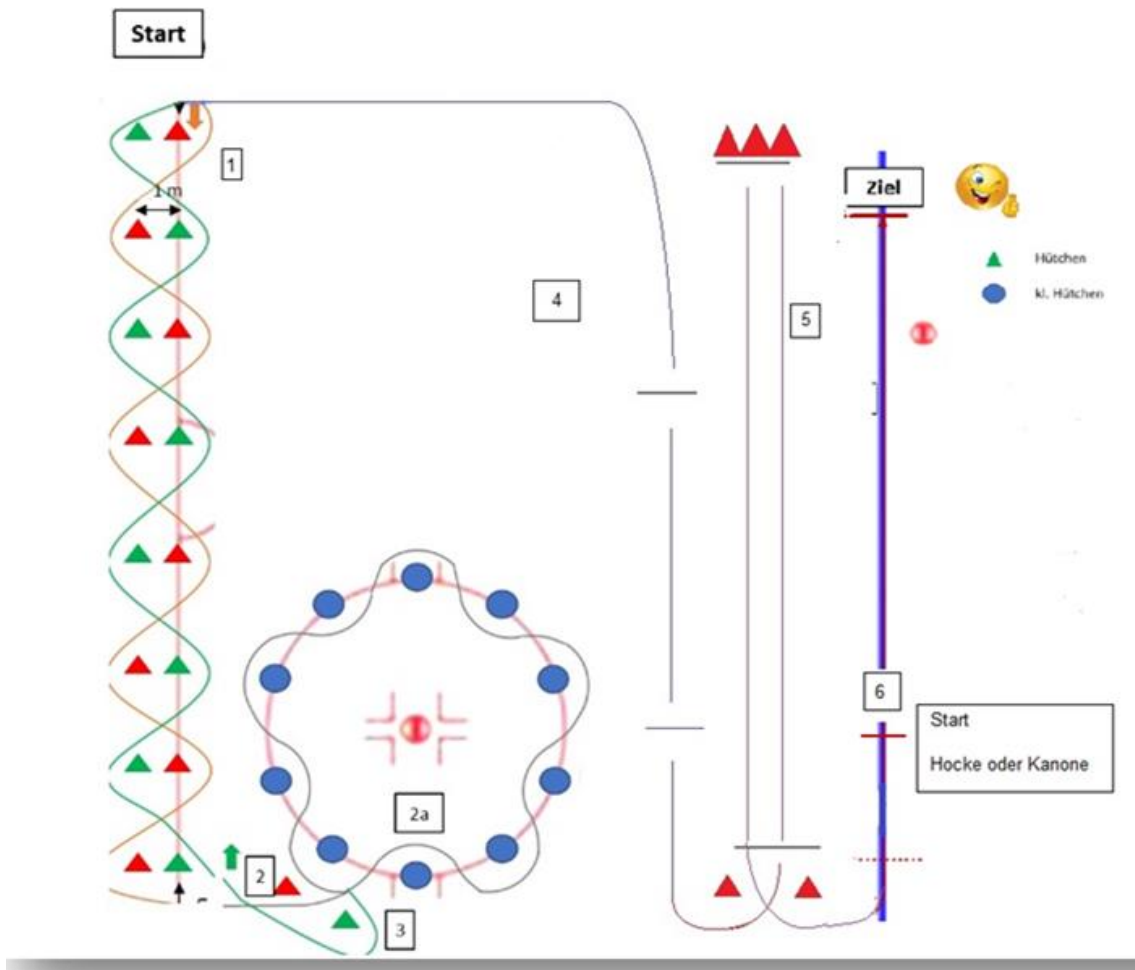 Start
1
1 m
Ziel
Hütchen
kl. Hütchen
4
5
6
Start
Hocke oder Kanone
2a
2
3